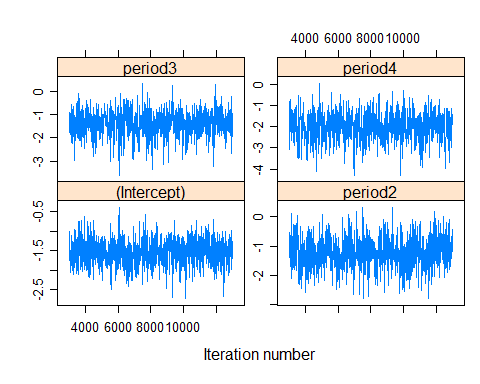 4000 6000 8000 10000
period3 period4
0 0
-1 -1
-2 -2
-3 -3
-4
(Intercept) period2
-0.5 0
-1.5 -1
-2.5 -2
4000 6000 8000 10000
Iteration number